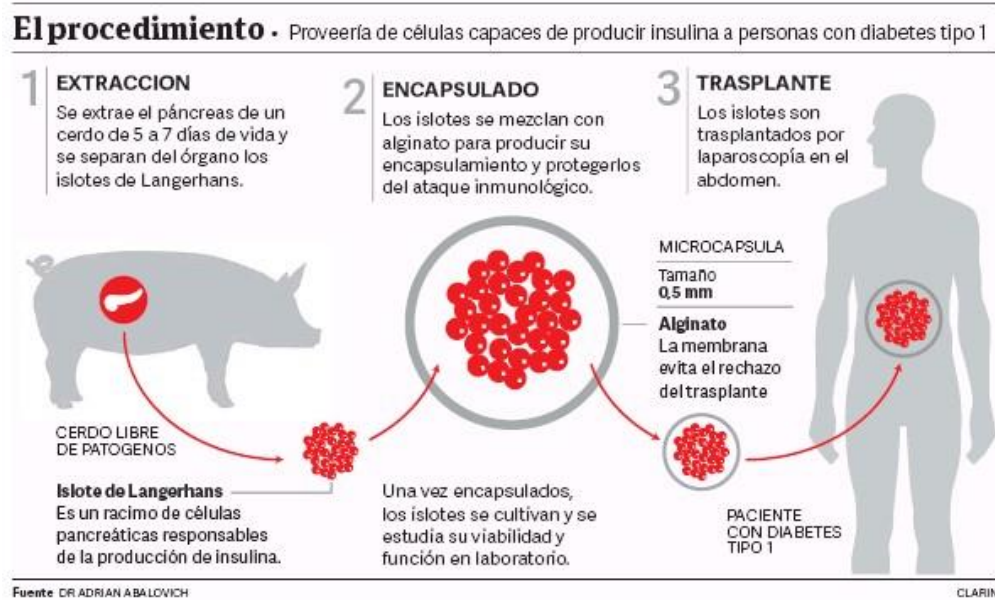 El procedimiento · Proveería de células capaces de producir insulina a personas con diabetes tipo 1
1 EXTRACCION
Se extrae el páncreas de un
cerdo de 5 a 7 días de vida y
se separan del órgano los
islotes de Langerhans.
2 ENCAPSULADO
Los islotes se mezclan con
alginato para producir su
encapsulamiento y protegerlos
del ataque inmunológico.
3 TRASPLANTE
Los islotes son
trasplantados por
laparoscopía en el
abdomen.
MICROCAPSULA
Tamaño
0,5 mm
Alginato
La membrana
evita el rechazo
del trasplante
CERDO LIBRE
DE PATOGENOS
Islote de Langerhans
Es un racimo de células
pancreáticas responsables
de la producción de insulina.
Una vez encapsulados,
los islotes se cultivan y se
estudia su viabilidad y
función en laboratorio.
PACIENTE
CON DIABETES
TIPO 1
Fuente DR ADRIAN ABALOVICH
CLARIN